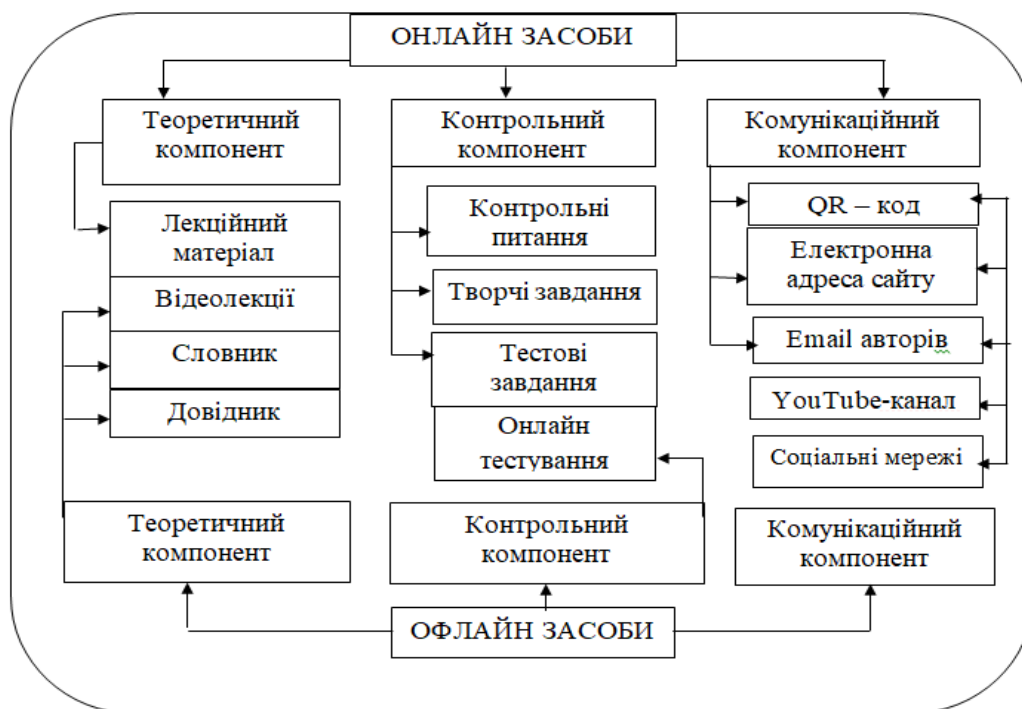 ОНЛАЙН ЗАСОБИ
Теоретичний
компонент
Контрольний
компонент
Комунікаційний
компонент
Лекційний
матеріал
Відеолекції
Словник
Довідник
Контрольні
питання
Творчі завдання
Тестові
завдання
Онлайн
тестування
QR – код
Електронна
адреса сайту
Email авторів
YouTube-канал
Соціальні мережі
Теоретичний
компонент
Контрольний
компонент
Комунікаційний
компонент
ОФЛАЙН ЗАСОБИ